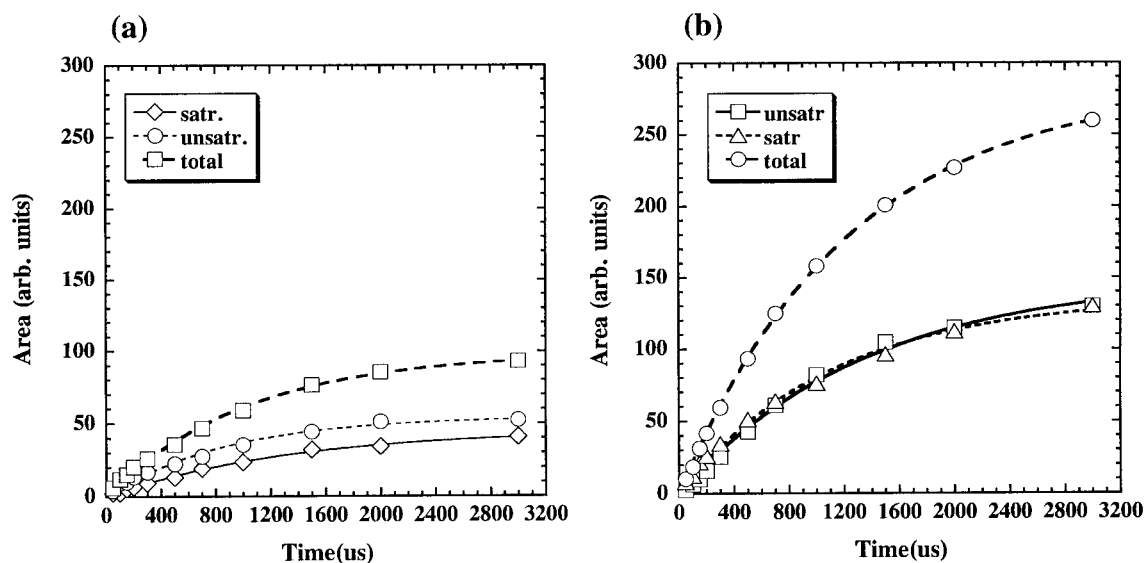 (a)
300
250
200
150
100
50
0
satr.
unsatr.
total
0 400 800 1200 1600 2000 2400 2800 3200
Area (arb. units)
Time(us)
(b)
300
250
200
150
100
50
0
unsatr
satr
total
0 400 800 1200 1600 2000 2400 2800 3200
Area (arb. units)
Time(us)